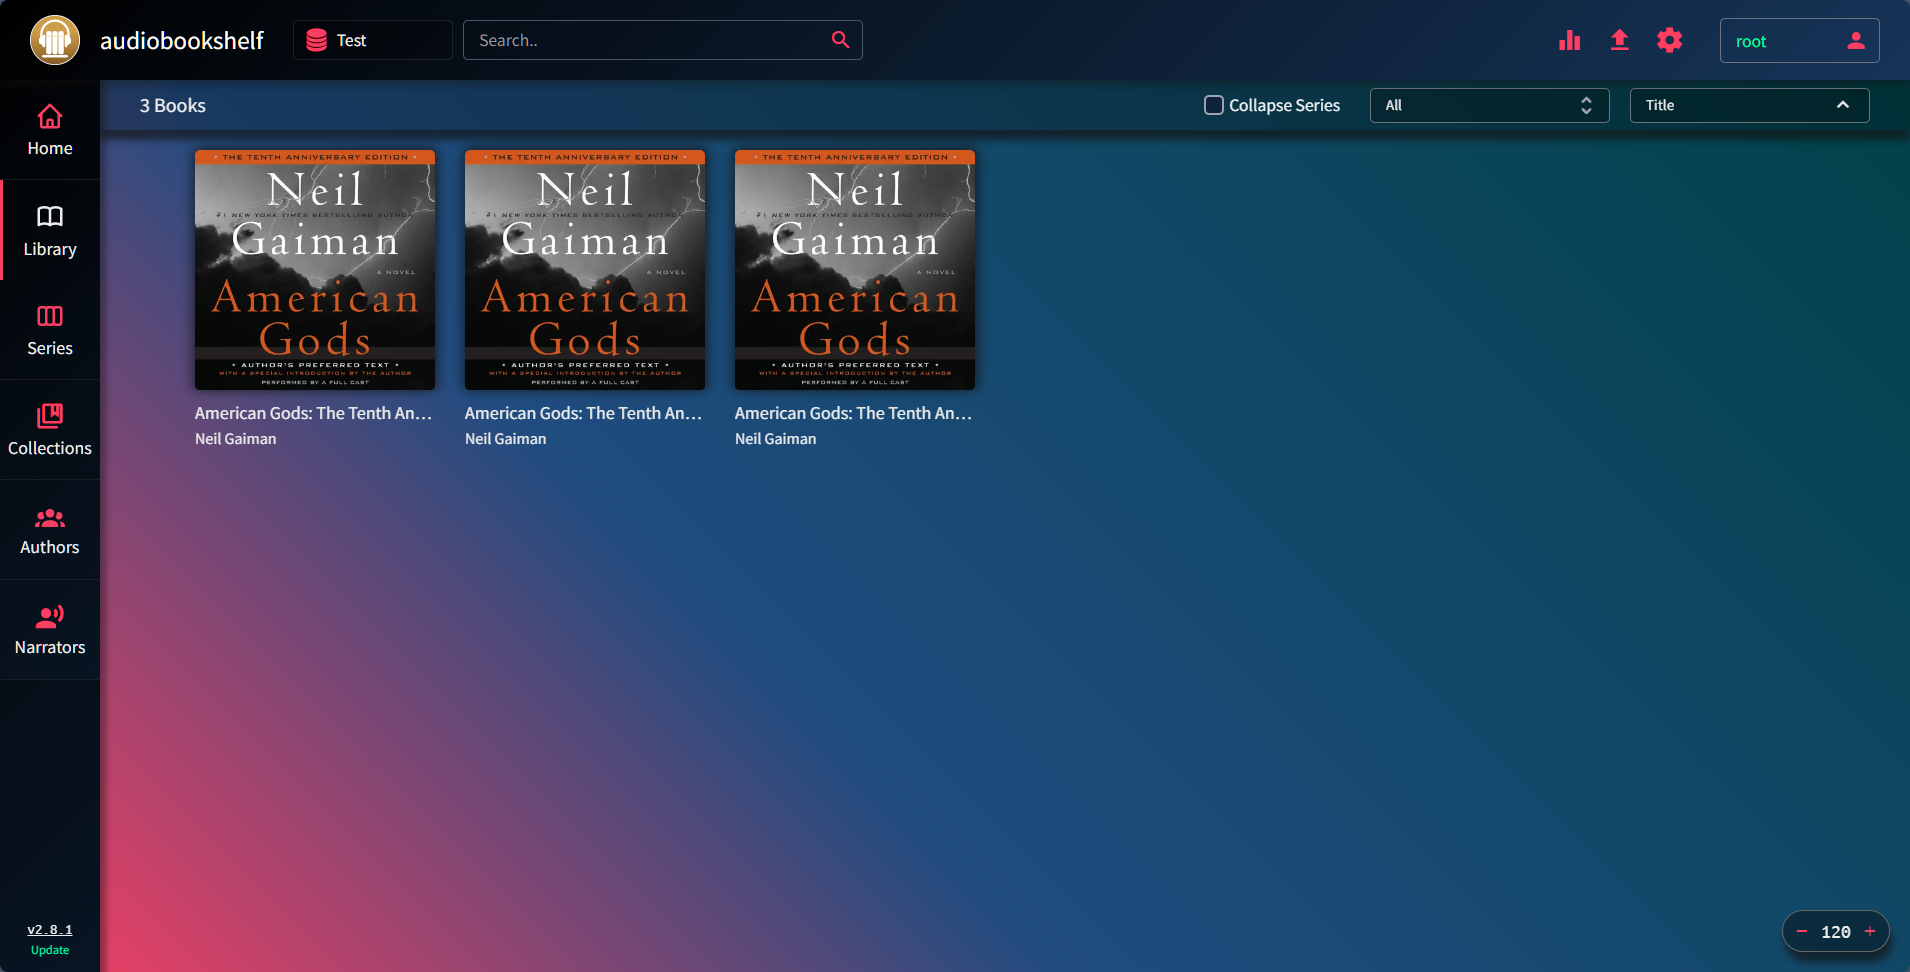 audiobookshelf
Test
Search..
root
Home
Library
Series
Collections
Authors
Narrators
v2.8.1
Update
3 Books
Collapse Series
All
Title
• THE TENTH ANNIVERSARY EDITION •
Neil
#1 NEW YORK TIMES BESTSELLING AUTHOR
Gaiman
A NOVEL
American
Gods
• AUTHOR'S PREFERRED TEXT •
WITH A SPECIAL INTRODUCTION BY THE AUTHOR
PERFORMED BY A FULL CAST
American Gods: The Tenth An...
Neil Gaiman
• THE TENTH ANNIVERSARY EDITION •
Neil
#1 NEW YORK TIMES BESTSELLING AUTHOR
Gaiman
A NOVEL
American
Gods
• AUTHOR'S PREFERRED TEXT •
WITH A SPECIAL INTRODUCTION BY THE AUTHOR
PERFORMED BY A FULL CAST
American Gods: The Tenth An...
Neil Gaiman
• THE TENTH ANNIVERSARY EDITION •
Neil
#1 NEW YORK TIMES BESTSELLING AUTHOR
Gaiman
A NOVEL
American
Gods
• AUTHOR'S PREFERRED TEXT •
WITH A SPECIAL INTRODUCTION BY THE AUTHOR
PERFORMED BY A FULL CAST
American Gods: The Tenth An...
Neil Gaiman
− 120 +